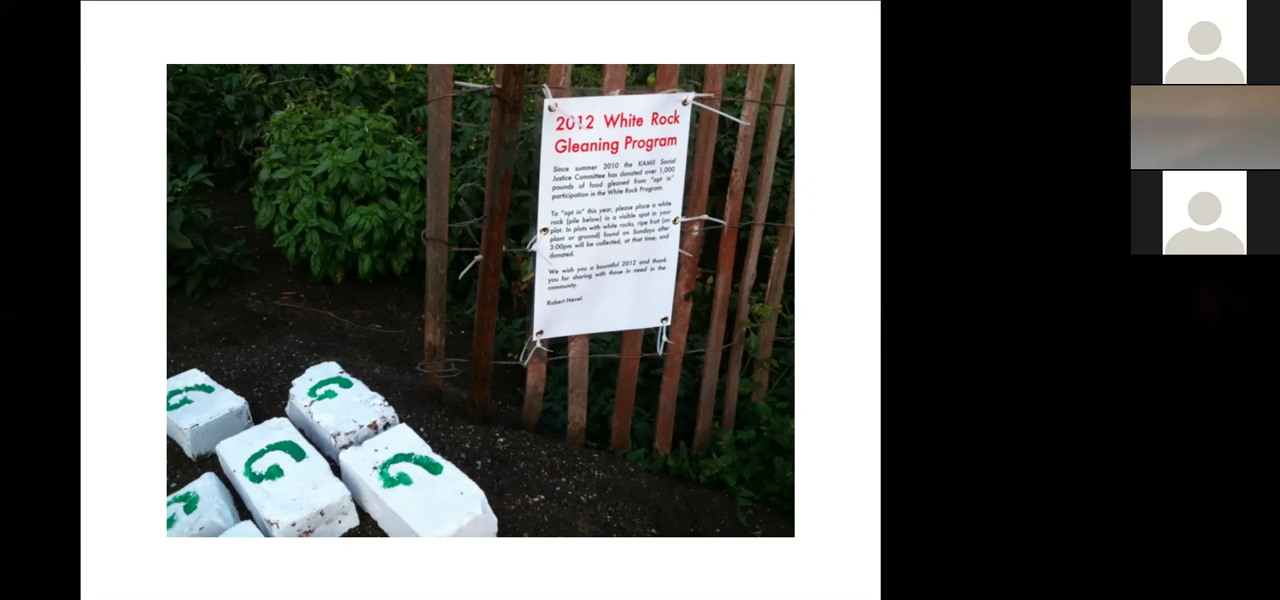 2012 White Rock
Gleaning Program
Since summer 2010 the KAMII Social
Justice Committee has donated over 1,000
pounds of food gleaned from "opt in"
participation in the White Rock Program.
To "opt in" this year, please place a white
rock (pile below) in a visible spot in your
plot. In plots with white rocks, ripe fruit (on
plant or ground) found on Sundays after
3:00pm will be collected, at that time, and
donated.
We wish you a bountiful 2012 and thank
you for sharing with those in need in the
community.
Robert Nevel
G
G
G
G
G